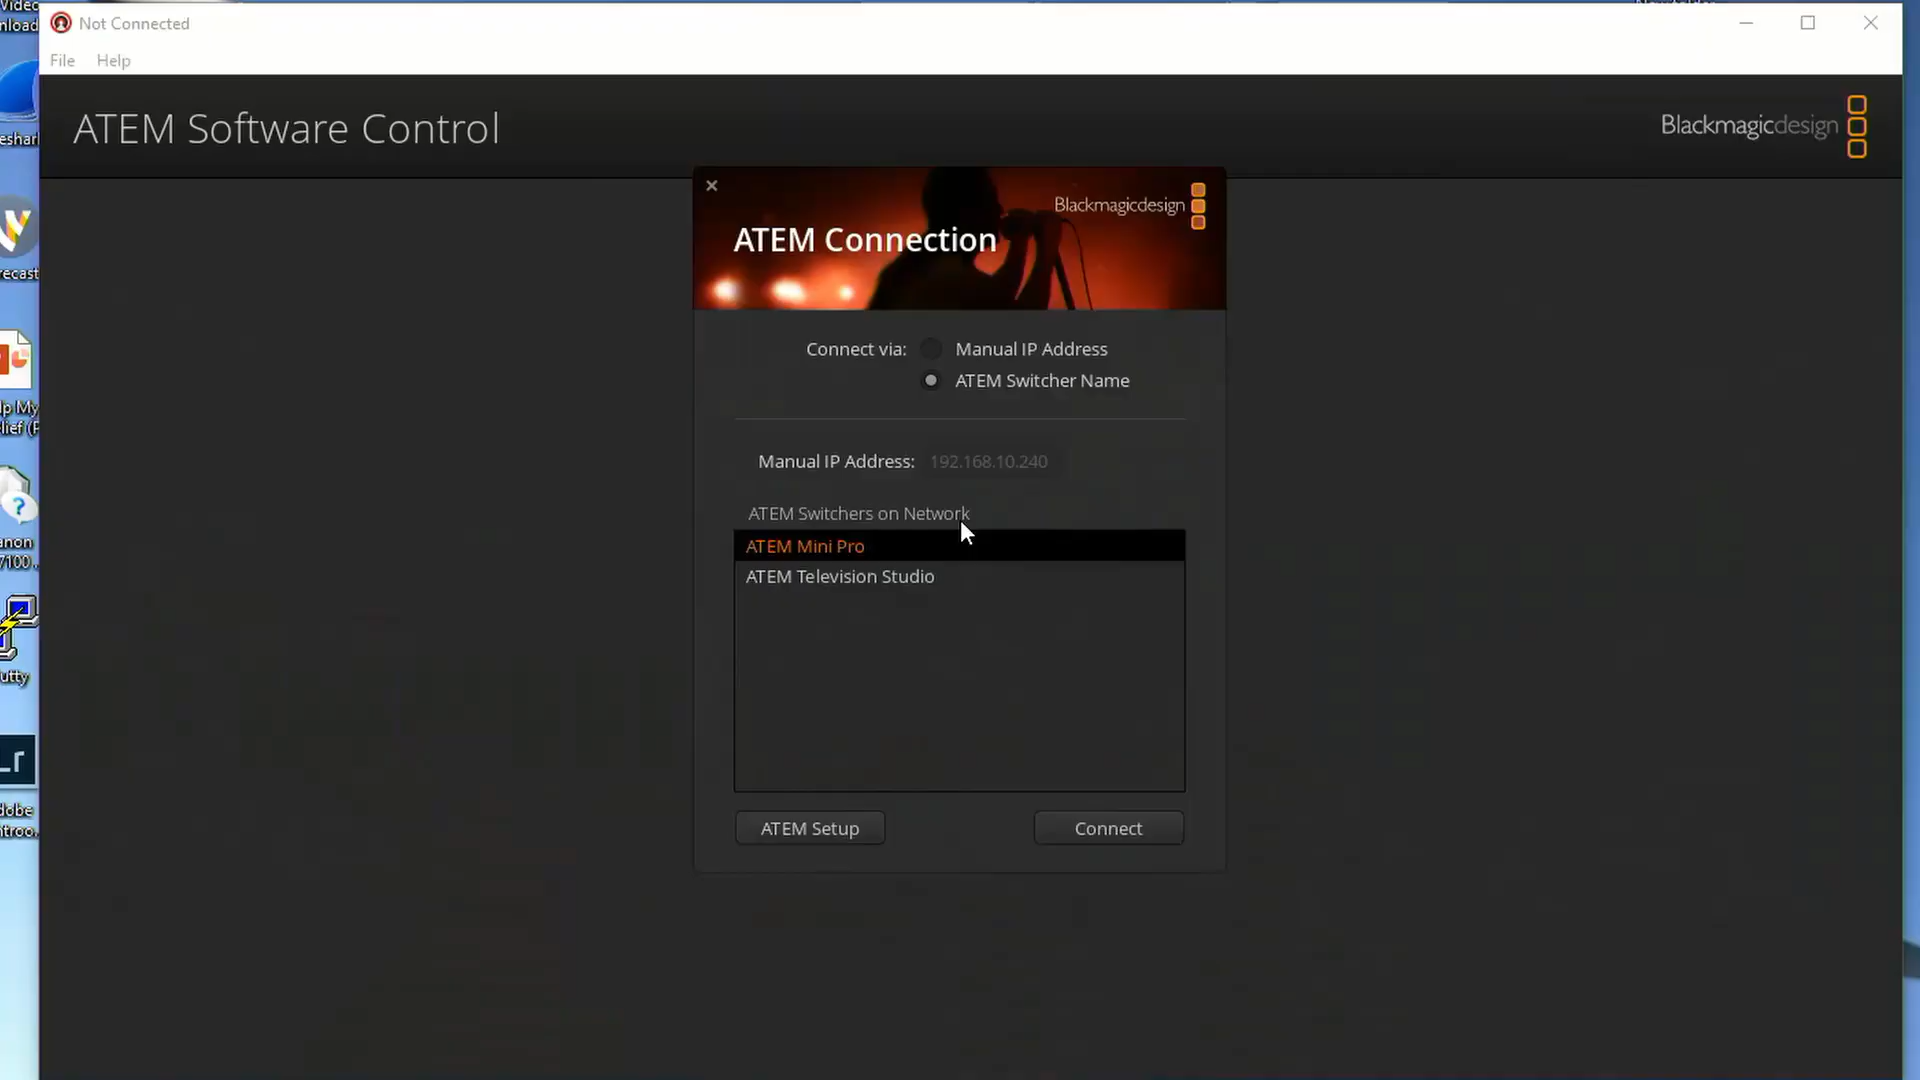 Not Connected
File Help
ATEM Software Control
Blackmagicdesign
Blackmagicdesign
ATEM Connection
Connect via: Manual IP Address
ATEM Switcher Name
Manual IP Address: 192.168.10.240
ATEM Switchers on Network
ATEM Mini Pro
ATEM Television Studio
ATEM Setup Connect